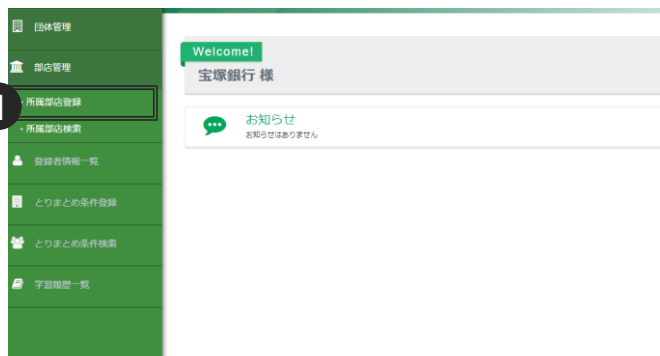 団体管理
部店管理
・所属部店登録
・所属部店検索
登録者情報一覧
とりまとめ条件登録
とりまとめ条件検索
学習履歴一覧
Welcome!
宝塚銀行 様
お知らせ
お知らせはありません